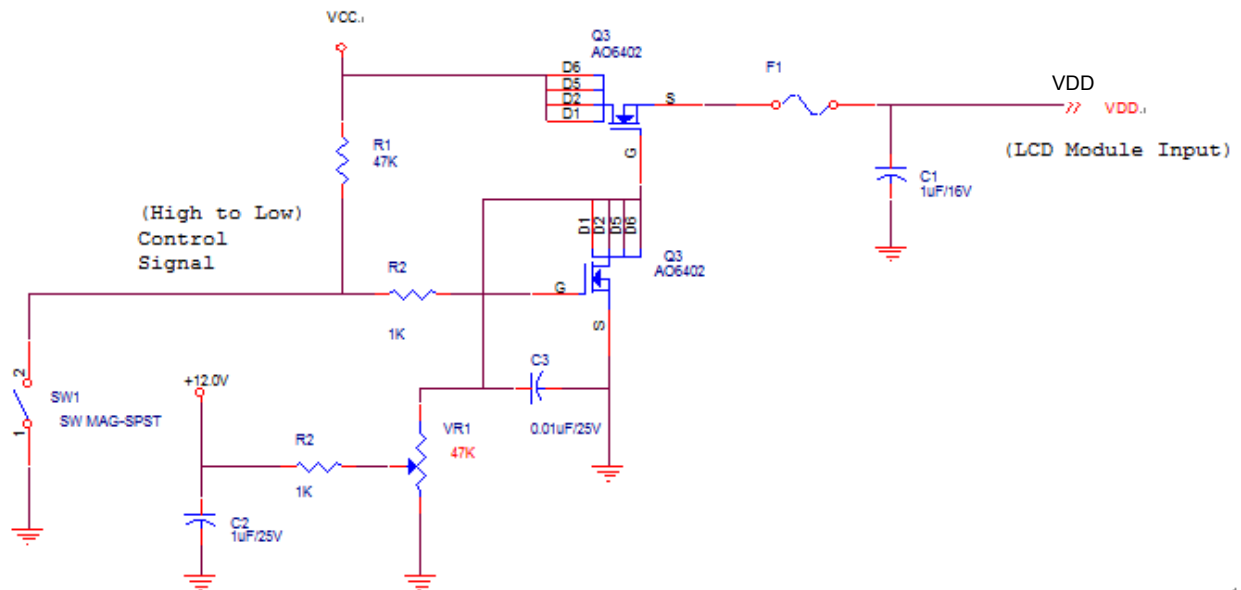 VCC.
Q3
AO6402
D6
D5
D2
D1
S
G
F1
VDD
VDD.
(LCD Module Input)
C1
1uF/16V
R1
47K
(High to Low)
Control
Signal
R2
1K
G
D1
D2
D5
D6
Q3
AO6402
S
2
1
SW1
SW MAG-SPST
+12.0V
C3
0.01uF/25V
VR1
47K
R2
1K
C2
1uF/25V